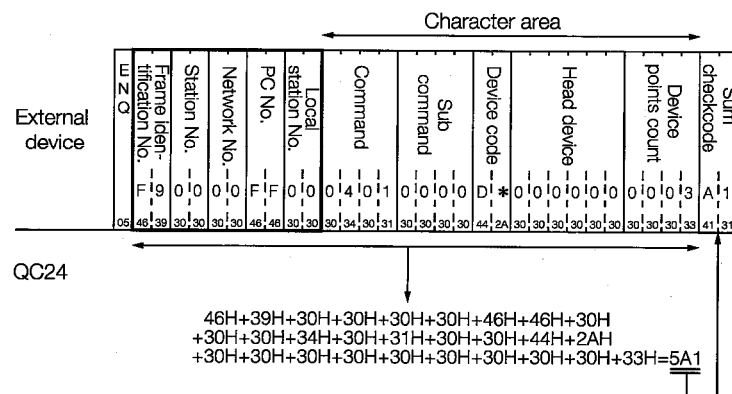 Character area
External device
ENQ
Frame iden-
tification No.
Station No.
Network No.
PC No.
Local
station No.
Command
Sub
command
Device code
Head device
Device
points count
Sum
checkcode
F 9 0 0 0 0 F F 0 0 0 4 0 1 0 0 0 0 D * 0 0 0 0 0 0 0 0 0 3 A 1
05 46 39 30 30 30 30 46 46 30 30 30 34 30 31 30 30 30 30 44 2A 30 30 30 30 30 30 30 30 30 33 41 31
QC24
46H+39H+30H+30H+30H+30H+46H+46H+30H
+30H+30H+34H+30H+31H+30H+30H+44H+2AH
+30H+30H+30H+30H+30H+30H+30H+30H+30H+33H=5A1